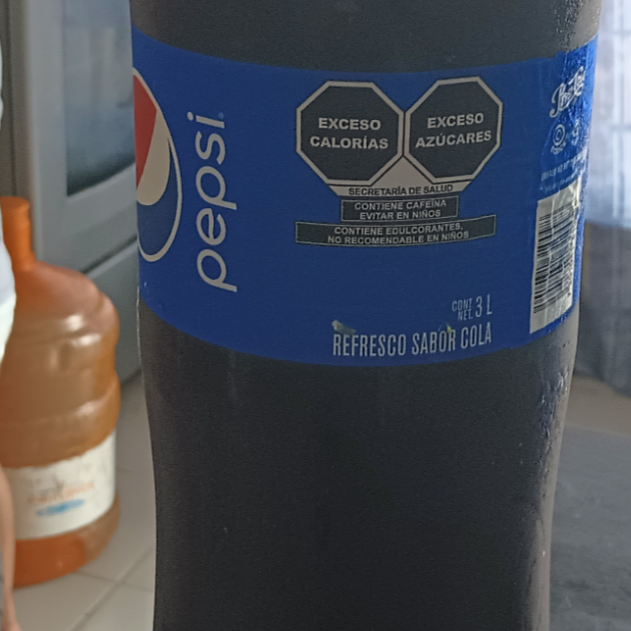 pepsi
EXCESO
CALORÍAS
EXCESO
AZÚCARES
SECRETARÍA DE SALUD
CONTIENE CAFEÍNA
EVITAR EN NIÑOS
CONTIENE EDULCORANTES,
NO RECOMENDABLE EN NIÑOS
CONT.
NET. 3 L
REFRESCO SABOR COLA